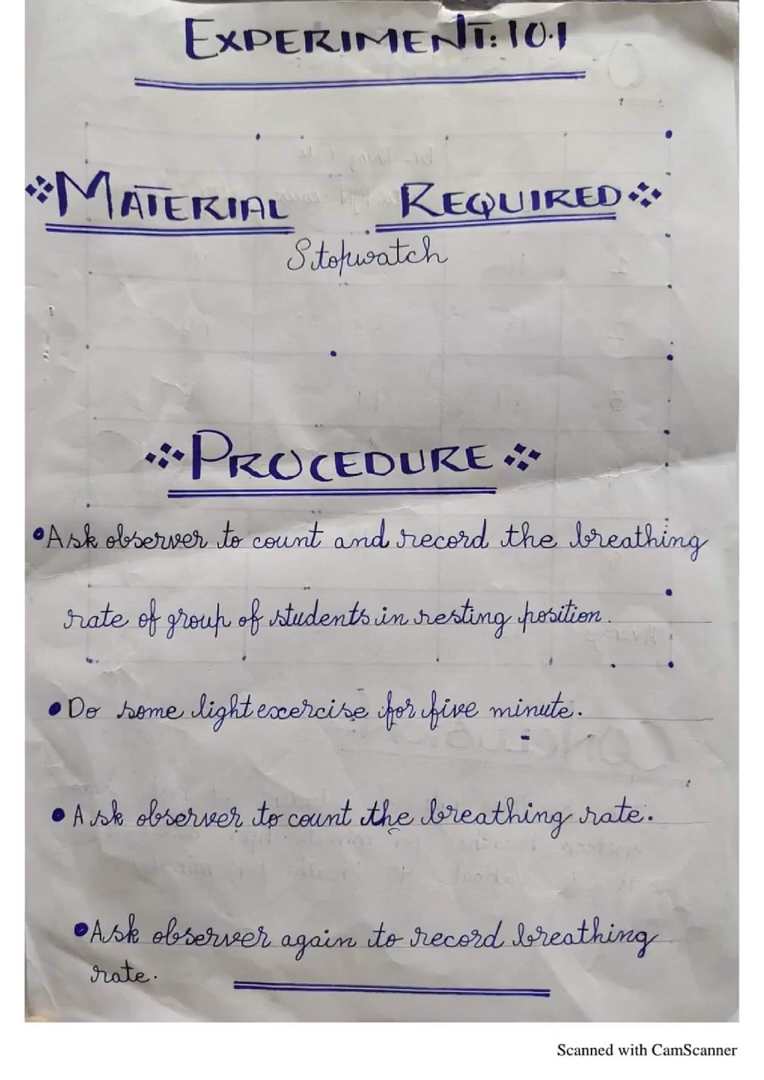 EXPERIMENT: 10.1
MATERIAL REQUIRED
Stopwatch
PROCEDURE
• Ask observer to count and record the breathing
rate of group of students in resting position.
• Do some light excercise for five minute.
• Ask observer to count the breathing rate.
• Ask observer again to record breathing
rate.
Scanned with CamScanner